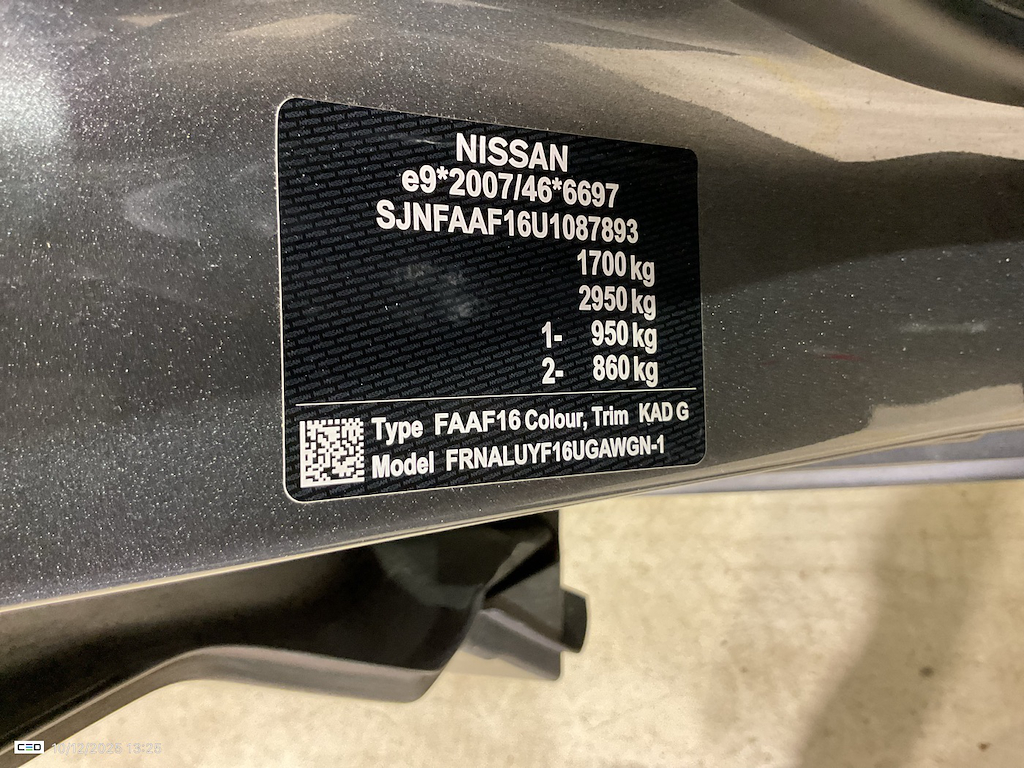 NISSAN
e9*2007/46*6697
SJNFAAF16U1087893
1700 kg
2950 kg
1- 950 kg
2- 860 kg
Type FAAF16 Colour, Trim KAD G
Model FRNALUYF16UGAWGN-1
CEO